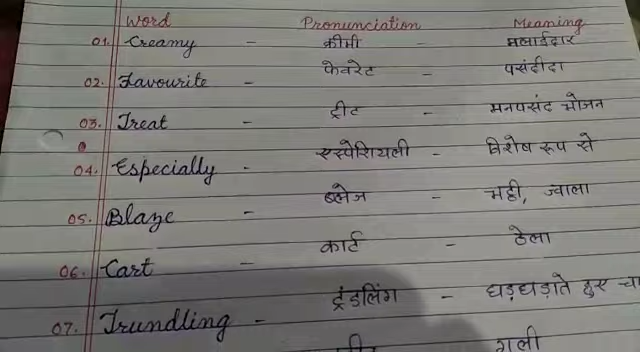 Word Pronunciation Meaning
01. Creamy - क्रीमी - मलाईदार
02. Favourite - फेवरेट - पसंदीदा
03. Treat - ट्रीट - मनपसंद भोजन
04. Especially - एस्पेशियली - विशेष रूप से
05. Blaze - ब्लेज - भट्टी, ज्वाला
06. Cart - कार्ट - ठेला
07. Trundling - ट्रंडलिंग - घड़घड़ाते हुए
गली